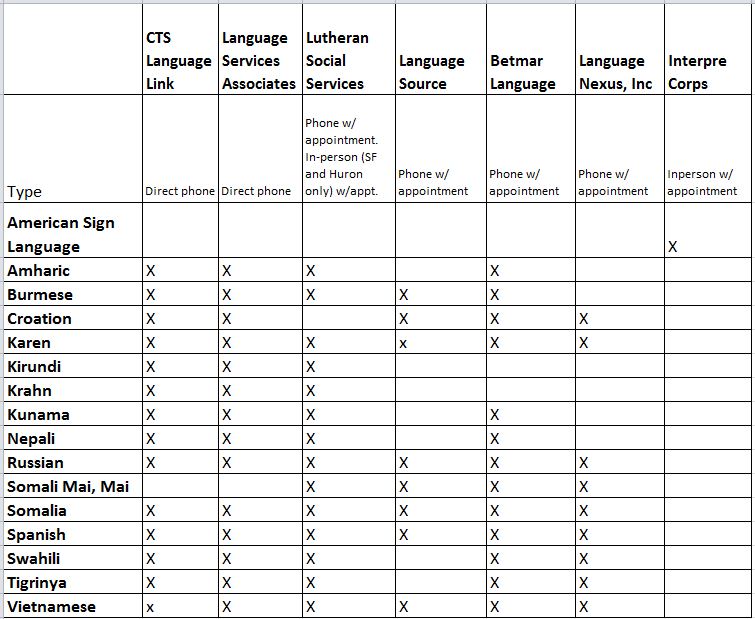 CTS Language Link | Language Services Associates | Lutheran Social Services | Language Source | Betmar Language | Language Nexus, Inc | Interpre Corps
Type | Direct phone | Direct phone | Phone w/ appointment. In-person (SF and Huron only) w/appt. | Phone w/ appointment | Phone w/ appointment | Phone w/ appointment | Inperson w/ appointment
American Sign Language | | | | | | | X
Amharic | X | X | X | | X | |
Burmese | X | X | X | X | X | |
Croation | X | X | | X | X | X |
Karen | X | X | X | x | X | X |
Kirundi | X | X | X | | | |
Krahn | X | X | X | | | |
Kunama | X | X | X | | X | |
Nepali | X | X | X | | X | |
Russian | X | X | X | X | X | X |
Somali Mai, Mai | | | X | X | X | X |
Somalia | X | X | X | X | X | X |
Spanish | X | X | X | X | X | X |
Swahili | X | X | X | | X | X |
Tigrinya | X | X | X | | X | X |
Vietnamese | x | X | X | X | X | X |